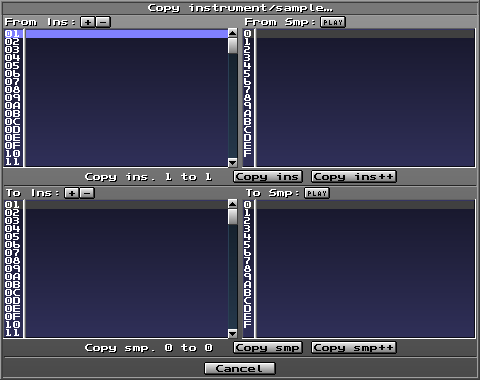 Copy instrument/sample…
From Ins: + - From Smp: PLAY
01 0
02 1
03 2
04 3
05 4
06 5
07 6
08 7
09 8
0A 9
0B A
0C B
0D C
0E D
0F E
10 F
11
Copy ins. 1 to 1 Copy ins Copy ins++
To Ins: + - To Smp: PLAY
01 0
02 1
03 2
04 3
05 4
06 5
07 6
08 7
09 8
0A 9
0B A
0C B
0D C
0E D
0F E
10 F
11
Copy smp. 0 to 0 Copy smp Copy smp++
Cancel